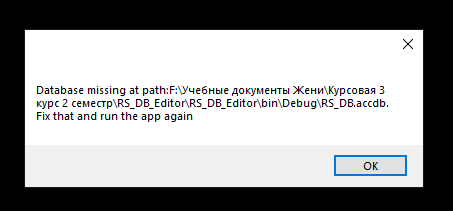 Database missing at path:F:\Учебные документы Жени\Курсовая 3
курс 2 семестр\RS_DB_Editor\RS_DB_Editor\bin\Debug\RS_DB.accdb.
Fix that and run the app again
OK